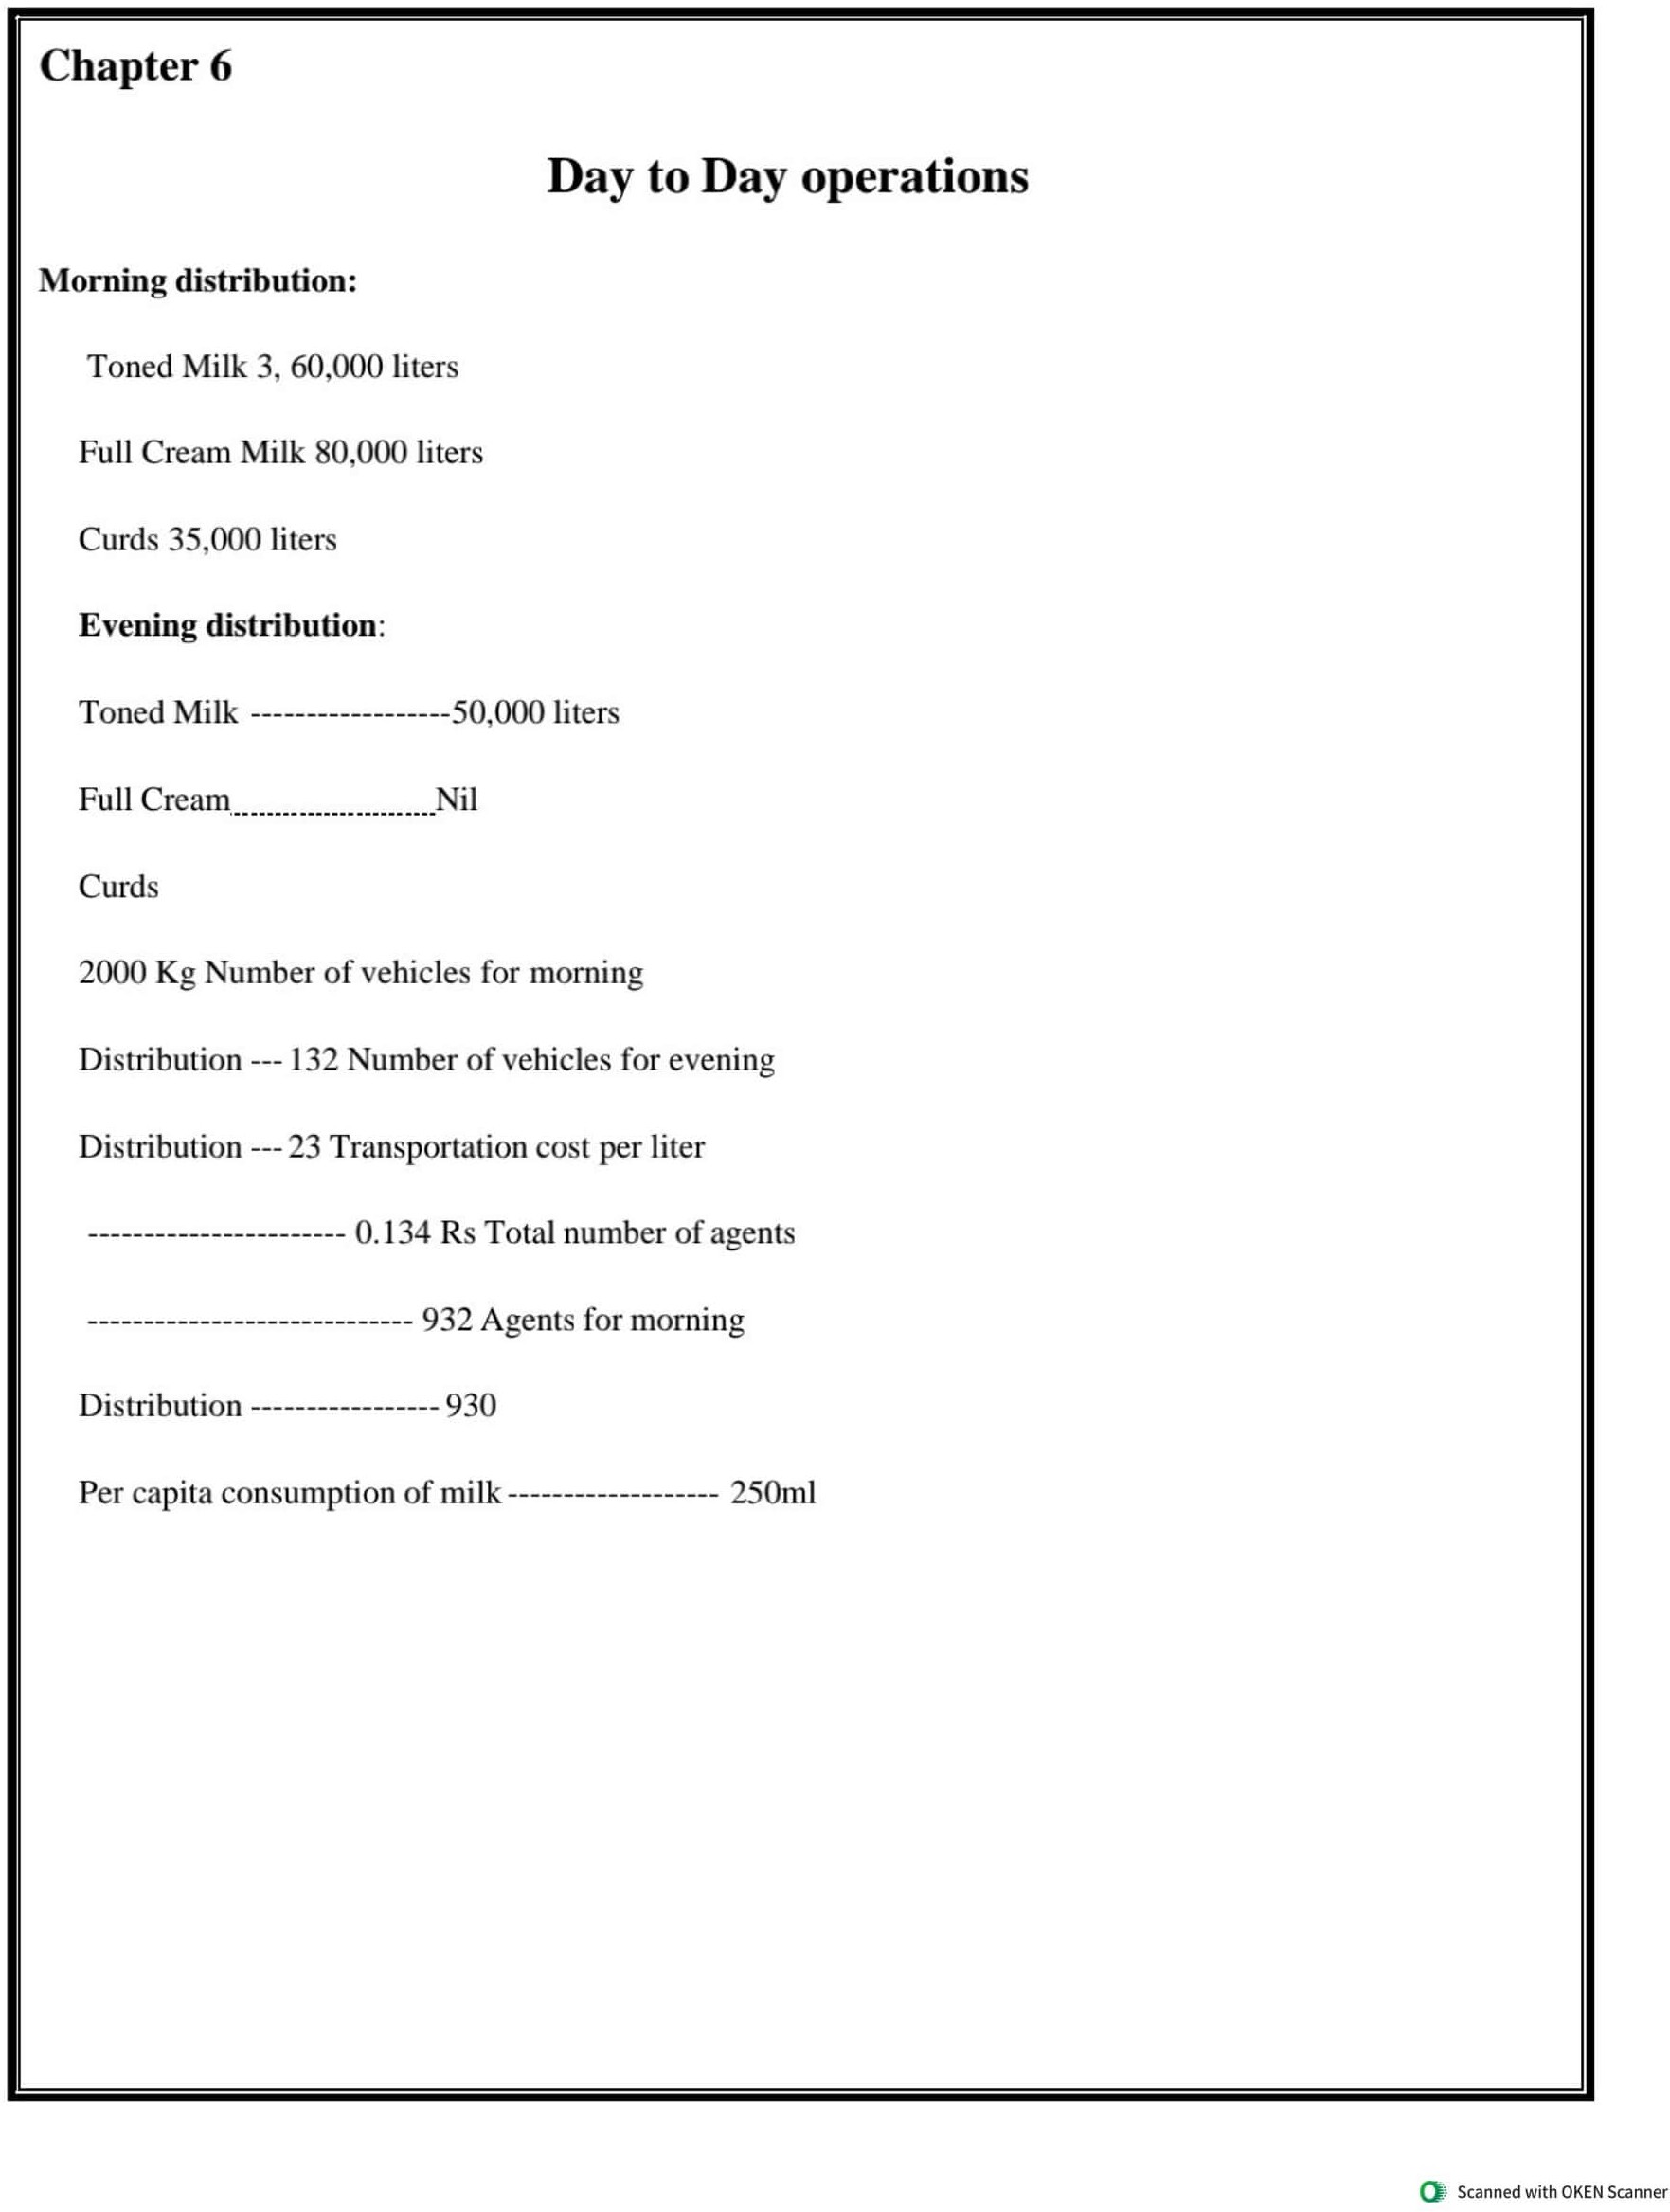 Chapter 6
Day to Day operations
Morning distribution:
Toned Milk 3, 60,000 liters
Full Cream Milk 80,000 liters
Curds 35,000 liters
Evening distribution:
Toned Milk ------------------50,000 liters
Full Cream........................Nil
Curds
2000 Kg Number of vehicles for morning
Distribution --- 132 Number of vehicles for evening
Distribution --- 23 Transportation cost per liter
----------------------- 0.134 Rs Total number of agents
----------------------------- 932 Agents for morning
Distribution ----------------- 930
Per capita consumption of milk ------------------- 250ml
Scanned with OKEN Scanner